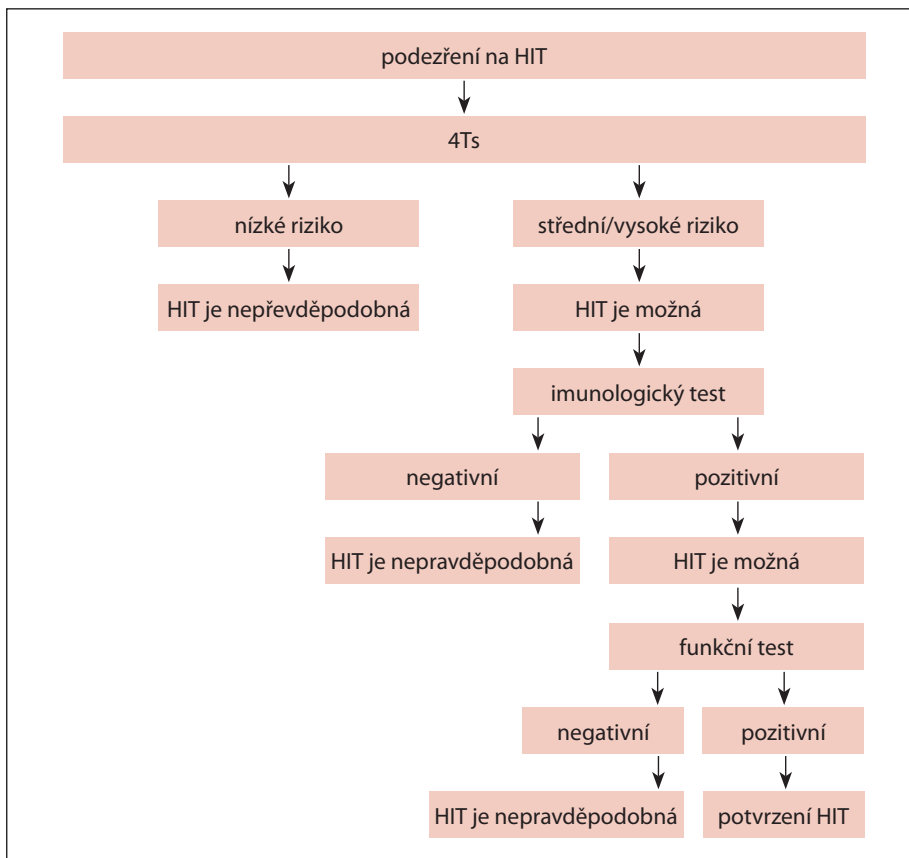 podezření na HIT
4Ts
nízké riziko
střední/vysoké riziko
HIT je nepřevděpodobná
HIT je možná
imunologický test
negativní
pozitivní
HIT je nepravděpodobná
HIT je možná
funkční test
negativní
pozitivní
HIT je nepravděpodobná
potvrzení HIT